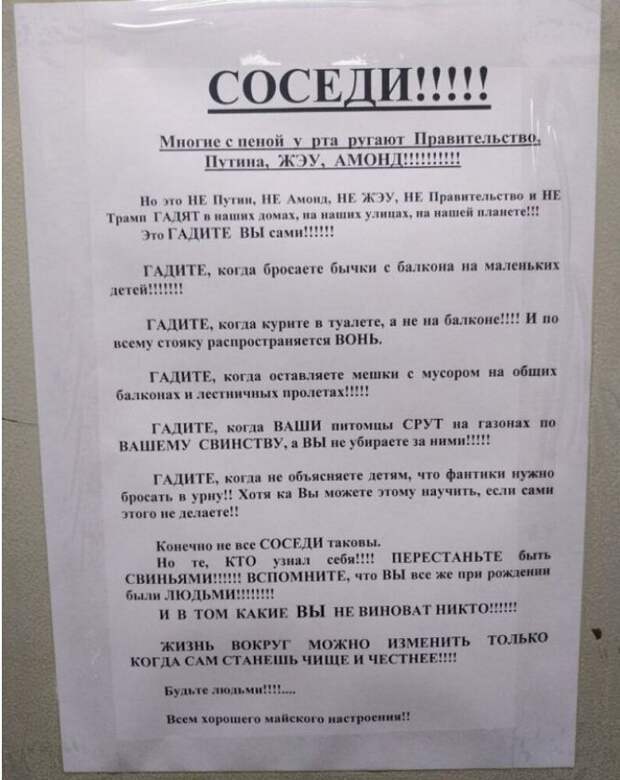 СОСЕДИ!!!!!
Многие с пеной у рта ругают Правительство,
Путина, ЖЭУ, АМОНД!!!!!!!!!!
Но это НЕ Путин, НЕ Амонд, НЕ ЖЭУ, НЕ Правительство и НЕ
Трамп ГАДЯТ в наших домах, на наших улицах, на нашей планете!!!
Это ГАДИТЕ ВЫ сами!!!!!!
ГАДИТЕ, когда бросаете бычки с балкона на маленьких
детей!!!!!!!
ГАДИТЕ, когда курите в туалете, а не на балконе!!!! И по
всему стояку распространяется ВОНЬ.
ГАДИТЕ, когда оставляете мешки с мусором на общих
балконах и лестничных пролетах!!!!!
ГАДИТЕ, когда ВАШИ питомцы СРУТ на газонах по
ВАШЕМУ СВИНСТВУ, а ВЫ не убираете за ними!!!!!
ГАДИТЕ, когда не объясняете детям, что фантики нужно
бросать в урну!! Хотя ка Вы можете этому научить, если сами
этого не делаете!!
Конечно не все СОСЕДИ таковы.
Но те, КТО узнал себя!!!! ПЕРЕСТАНЬТЕ быть
СВИНЬЯМИ!!!!!! ВСПОМНИТЕ, что ВЫ все же при рождении
были ЛЮДЬМИ!!!!!!!!
И В ТОМ КАКИЕ ВЫ НЕ ВИНОВАТ НИКТО!!!!!!
ЖИЗНЬ ВОКРУГ МОЖНО ИЗМЕНИТЬ ТОЛЬКО
КОГДА САМ СТАНЕШЬ ЧИЩЕ И ЧЕСТНЕЕ!!!!
Будьте людьми!!!!....
Всем хорошего майского настроения!!